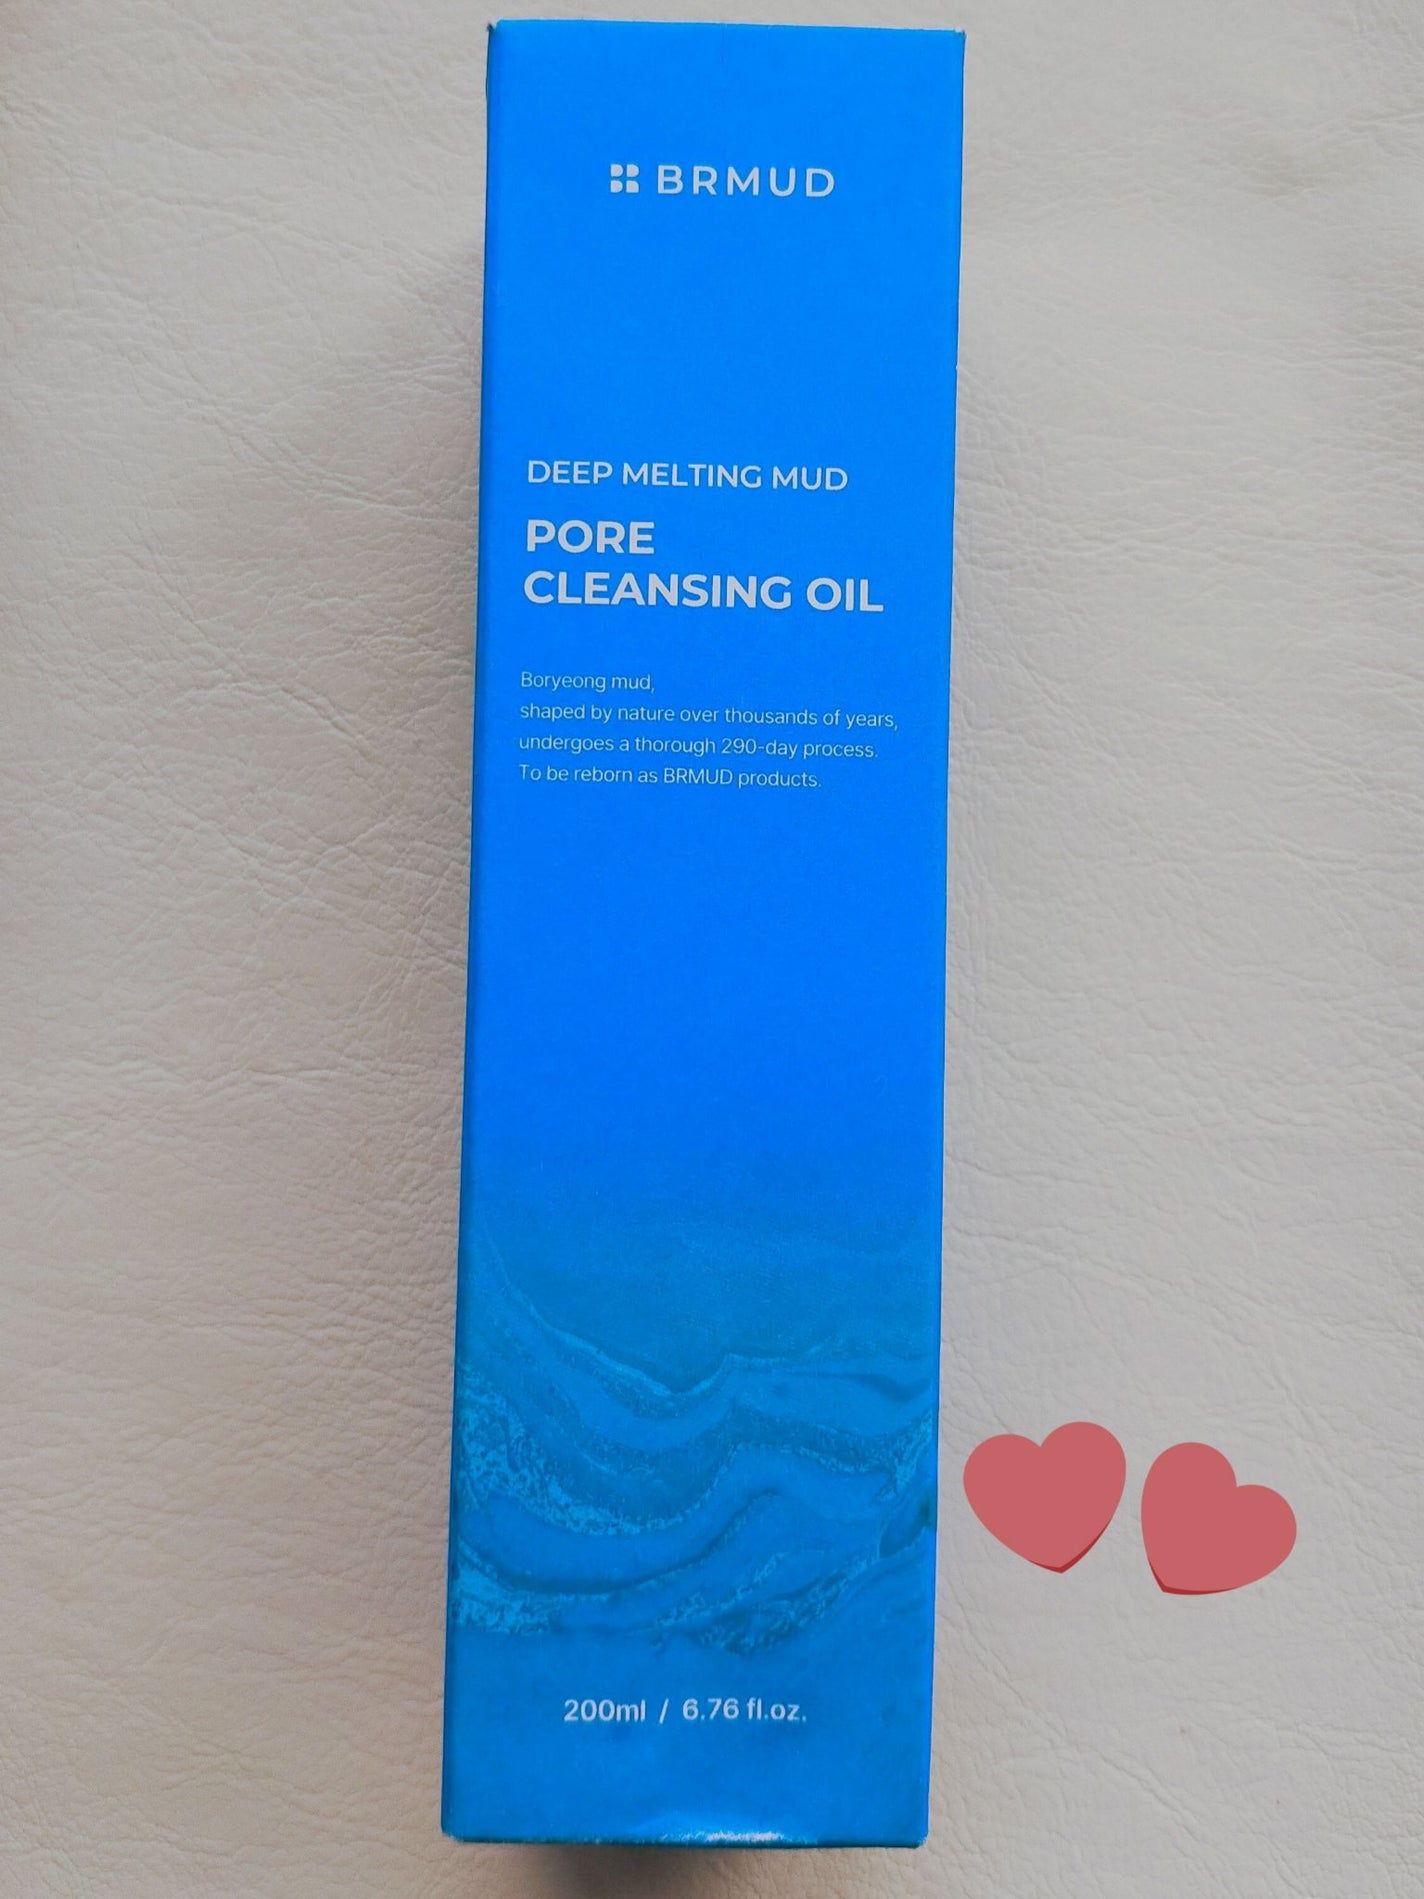 BRMUD
DEEP MELTING MUD
PORE
CLEANSING OIL
Boryeong mud,
shaped by nature over thousands of years,
undergoes a thorough 290-day process.
To be reborn as BRMUD products.
200ml / 6.76 fl.oz.